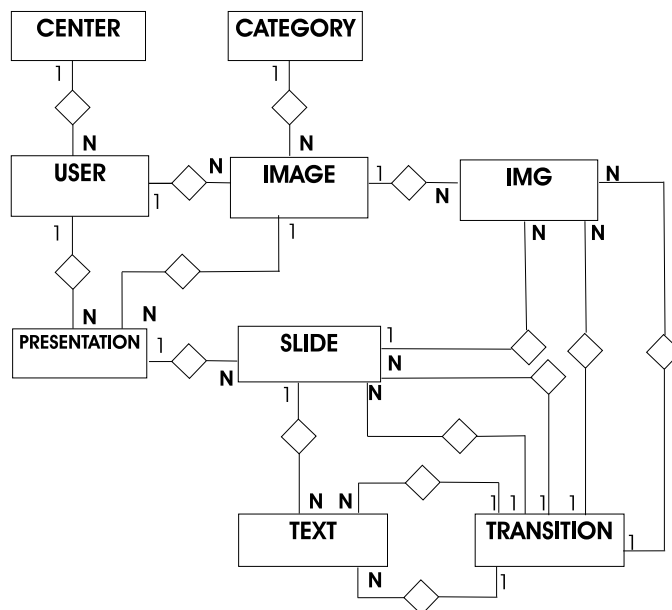 CENTER CATEGORY
1 1
N N
USER N IMAGE 1 IMG N
1 N
1 1 N N
N N
PRESENTATION 1 SLIDE 1
N N
1 N
N N 1 1 1 1
TEXT TRANSITION 1
N 1